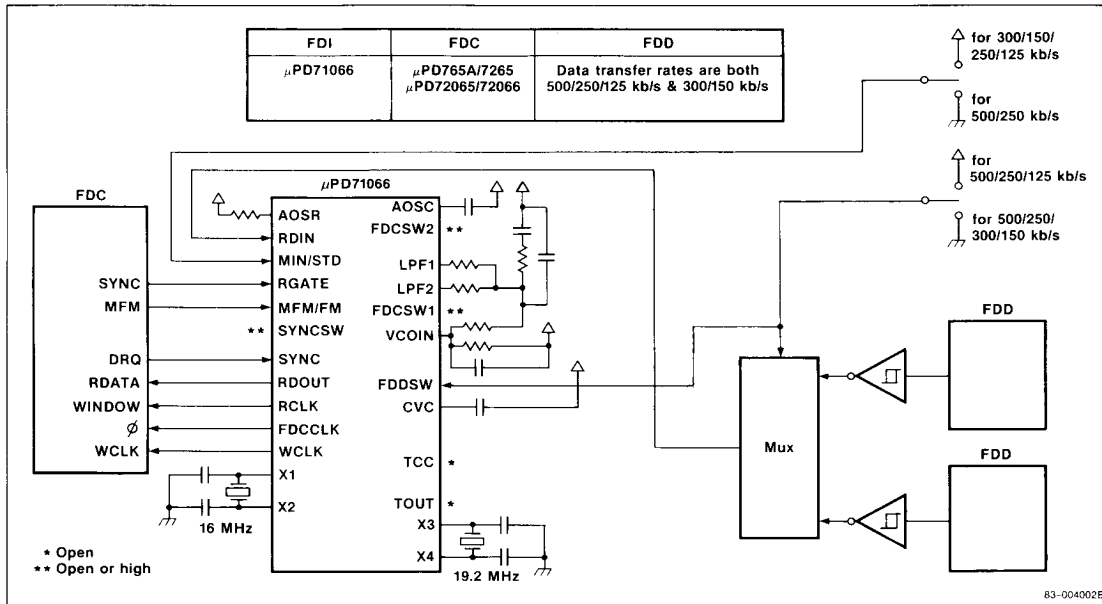 FDI
FDC
FDD
μPD71066
μPD765A/7265
μPD72065/72066
Data transfer rates are both
500/250/125 kb/s & 300/150 kb/s
for 300/150/
250/125 kb/s
for
500/250 kb/s
for
500/250/125 kb/s
for 500/250/
300/150 kb/s
FDC
SYNC
MFM
DRQ
RDATA
WINDOW
ø
WCLK
μPD71066
AOSR
RDIN
MIN/STD
RGATE
MFM/FM
** SYNCSW
SYNC
RDOUT
RCLK
FDCCLK
WCLK
X1
X2
16 MHz
AOSC
FDCSW2 **
LPF1
LPF2
FDCSW1 **
VCOIN
FDDSW
CVC
TCC *
TOUT *
X3
X4
19.2 MHz
Mux
FDD
FDD
* Open
** Open or high
83-004002B